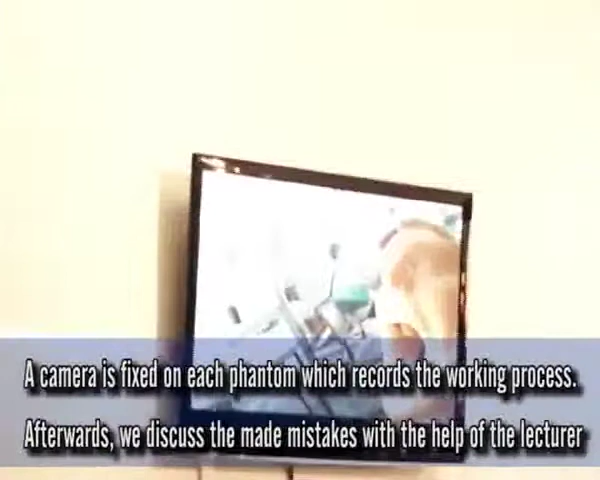 A camera is fixed on each phantom which records the working process.
Afterwards, we discuss the made mistakes with the help of the lecturer